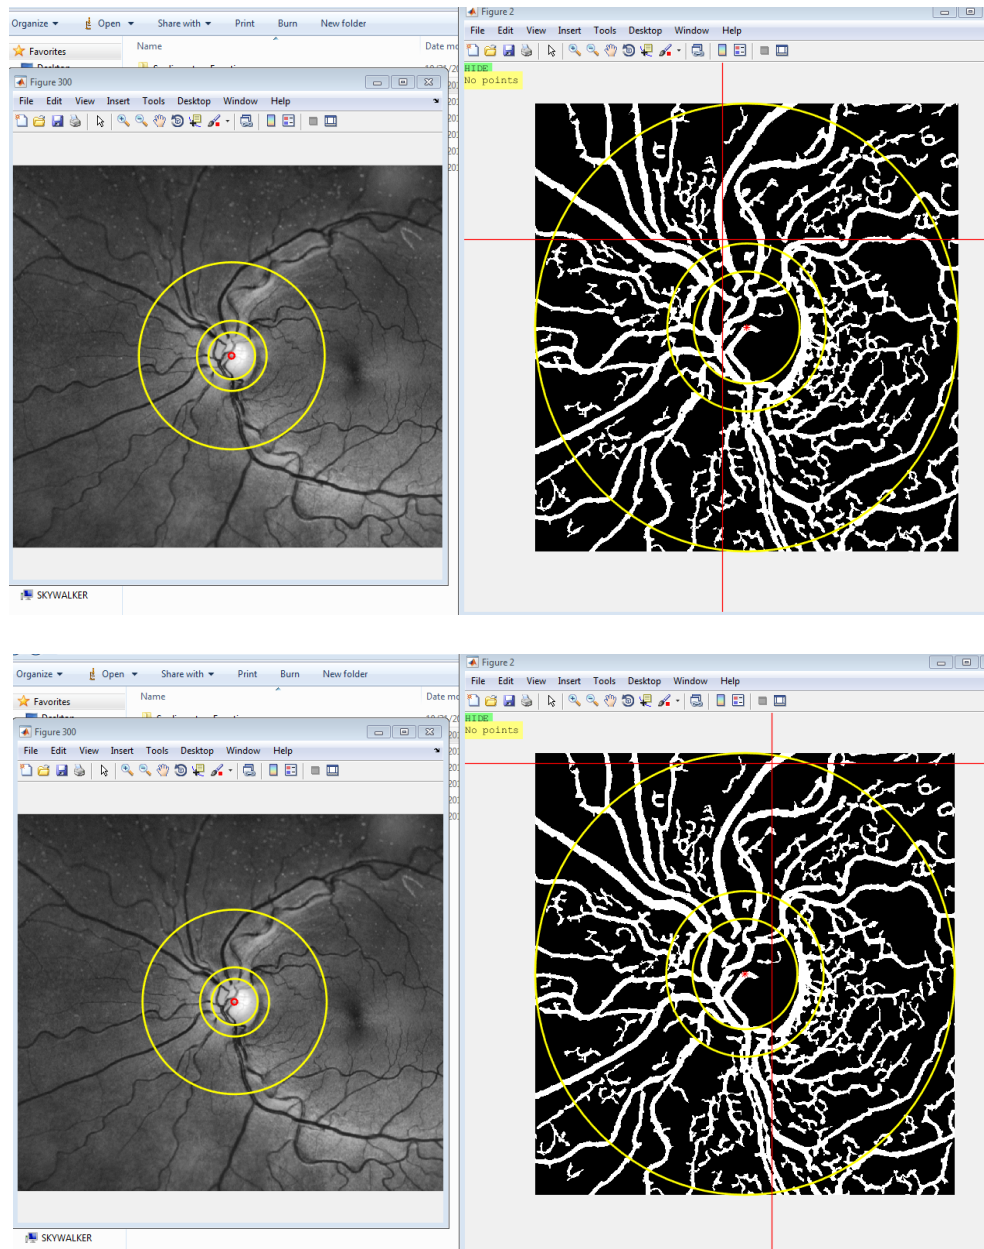 Organize Open Share with Print Burn New folder
Favorites Name Date mo
Figure 300
File Edit View Insert Tools Desktop Window Help
SKYWALKER
Figure 2
File Edit View Insert Tools Desktop Window Help
HIDE
No points
Organize Open Share with Print Burn New folder
Favorites Name Date mo
Figure 300
File Edit View Insert Tools Desktop Window Help
SKYWALKER
Figure 2
File Edit View Insert Tools Desktop Window Help
HIDE
No points